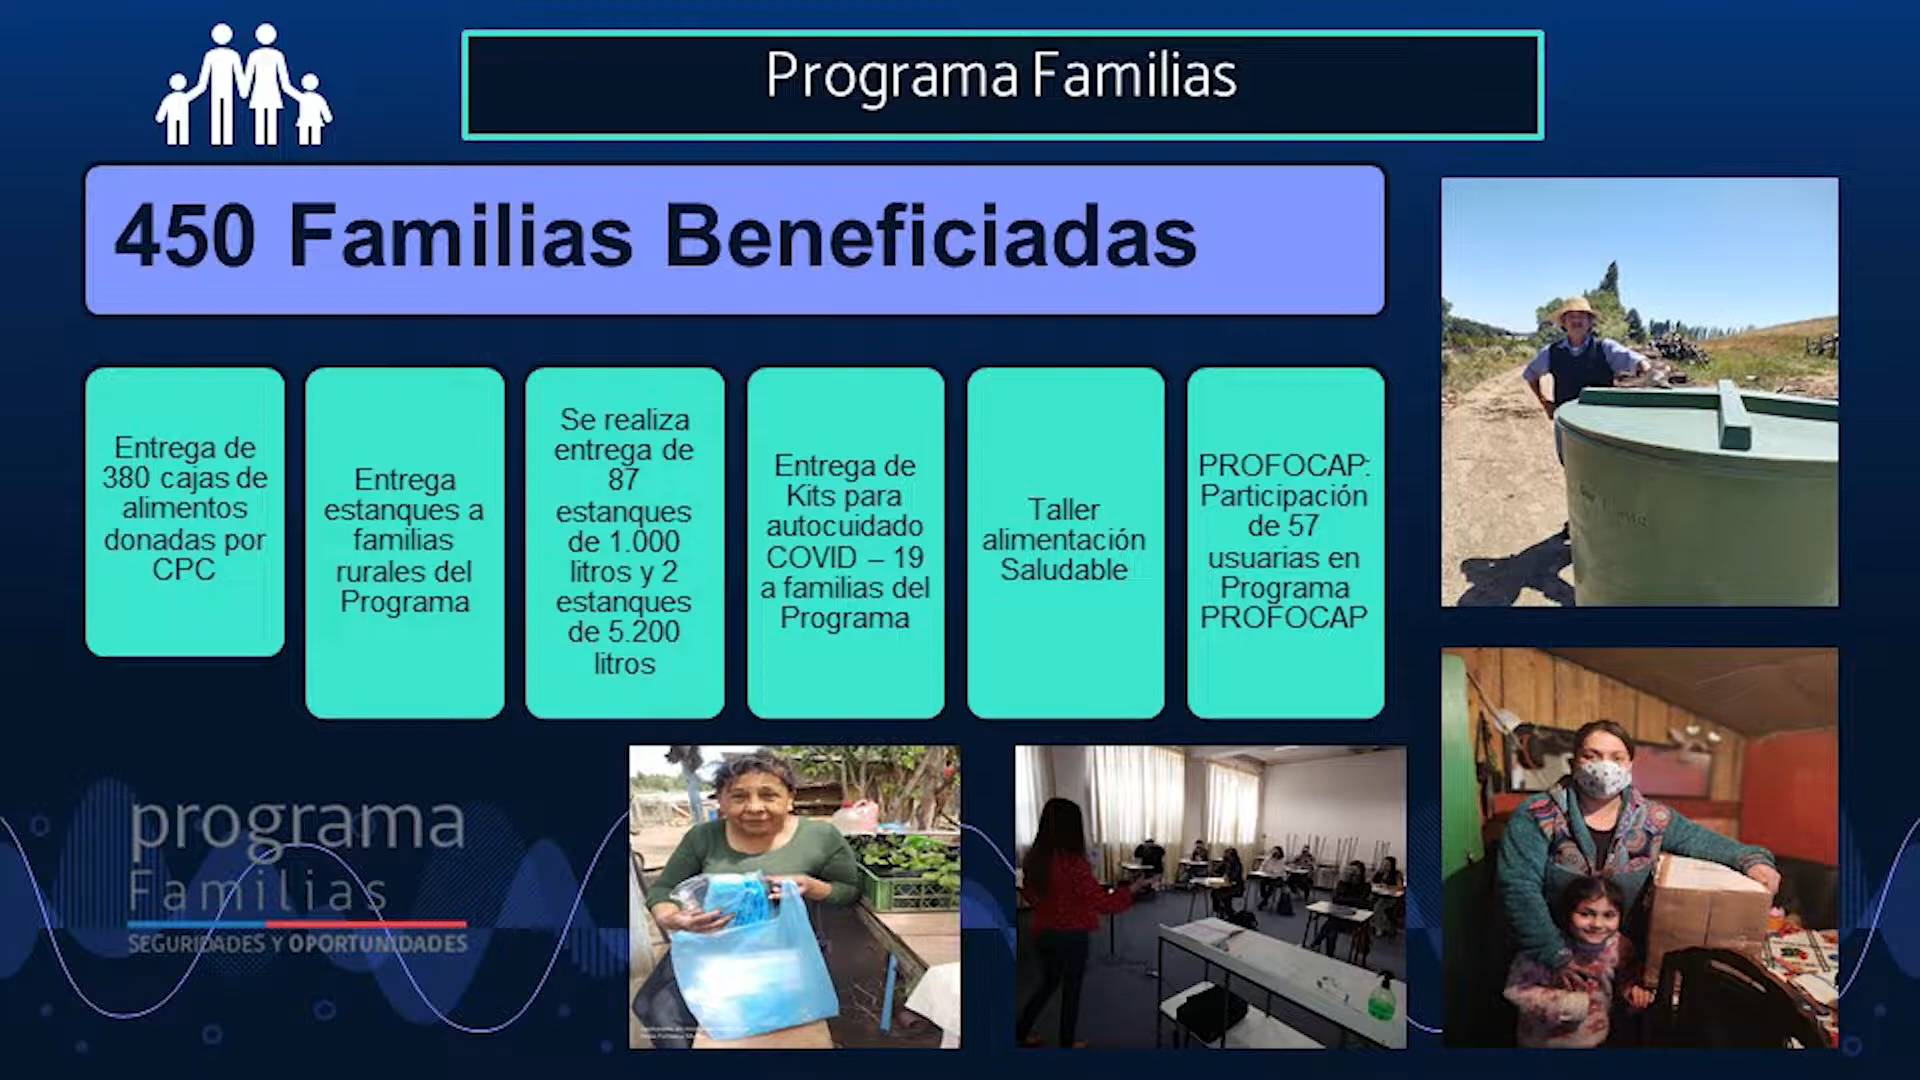 Programa Familias
450 Familias Beneficiadas
Entrega de
380 cajas de
alimentos
donadas por
CPC
Entrega
estanques a
familias
rurales del
Programa
Se realiza
entrega de
87
estanques
de 1.000
litros y 2
estanques
de 5.200
litros
Entrega de
Kits para
autocuidado
COVID – 19
a familias del
Programa
Taller
alimentación
Saludable
PROFOCAP:
Participación
de 57
usuarias en
Programa
PROFOCAP
programa
Familias
SEGURIDADES Y OPORTUNIDADES